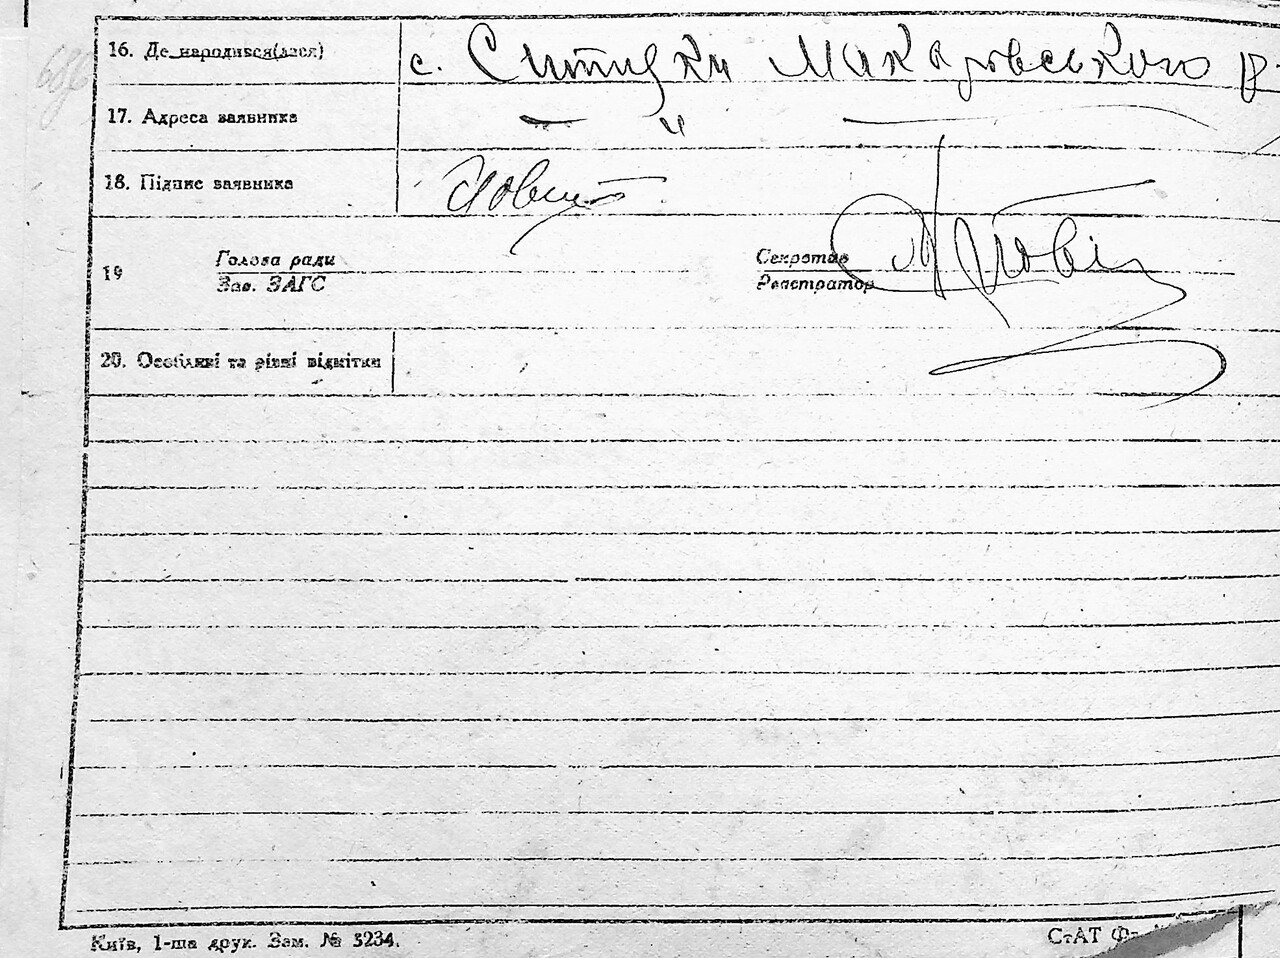 16. Де народився(лася) с. Ситняки Макаровського р-
17. Адреса заявника — " —
18. Підпис заявника
19 Голова ради Секретар
Зав. ЗАГС Реєстратор
20. Особливі та різні відмітки
Київ, 1-ша друк. Зам. № 3234. СтАТ